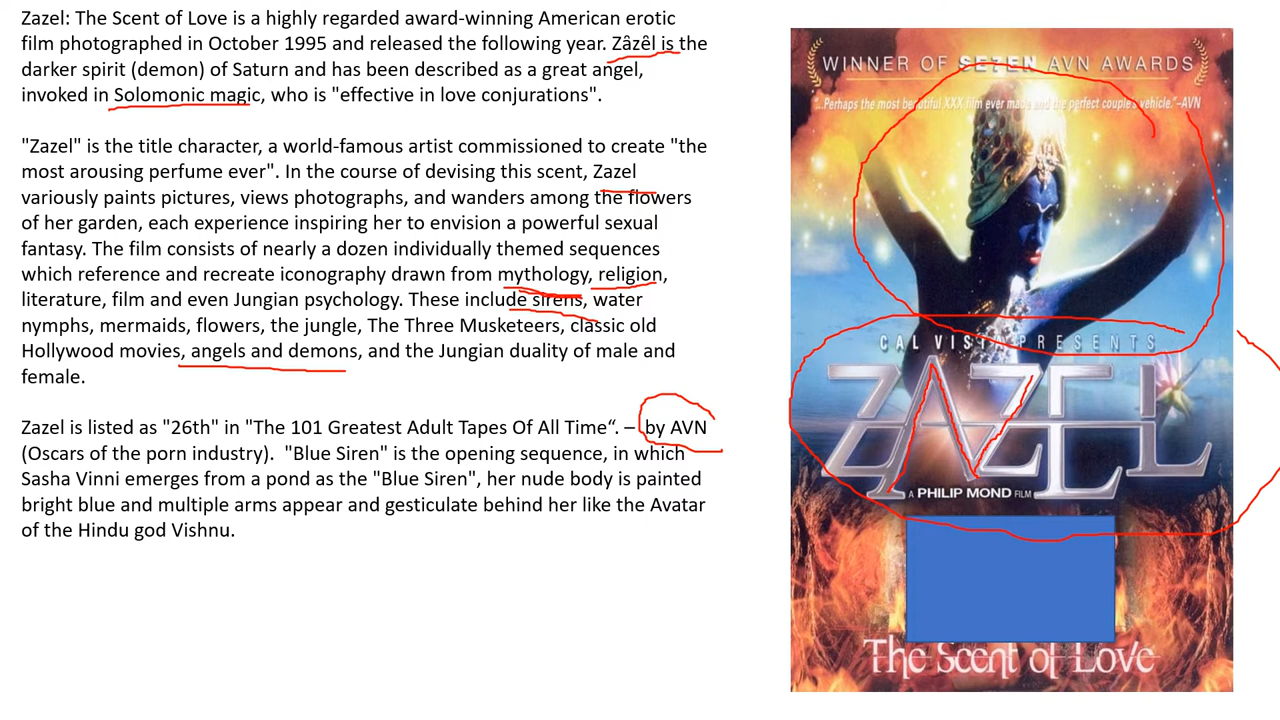 Zazel: The Scent of Love is a highly regarded award-winning American erotic
film photographed in October 1995 and released the following year. Zâzêl is the
darker spirit (demon) of Saturn and has been described as a great angel,
invoked in Solomonic magic, who is "effective in love conjurations".
"Zazel" is the title character, a world-famous artist commissioned to create "the
most arousing perfume ever". In the course of devising this scent, Zazel
variously paints pictures, views photographs, and wanders among the flowers
of her garden, each experience inspiring her to envision a powerful sexual
fantasy. The film consists of nearly a dozen individually themed sequences
which reference and recreate iconography drawn from mythology, religion,
literature, film and even Jungian psychology. These include sirens, water
nymphs, mermaids, flowers, the jungle, The Three Musketeers, classic old
Hollywood movies, angels and demons, and the Jungian duality of male and
female.
Zazel is listed as "26th" in "The 101 Greatest Adult Tapes Of All Time“. – by AVN
(Oscars of the porn industry).  "Blue Siren" is the opening sequence, in which
Sasha Vinni emerges from a pond as the "Blue Siren", her nude body is painted
bright blue and multiple arms appear and gesticulate behind her like the Avatar
of the Hindu god Vishnu.
WINNER OF SE7EN AVN AWARDS
"...Perhaps the most beautiful XXX film ever made and the perfect couple's vehicle."–AVN
CAL VISTA PRESENTS
ZAZEL
A PHILIP MOND FILM
The Scent of Love